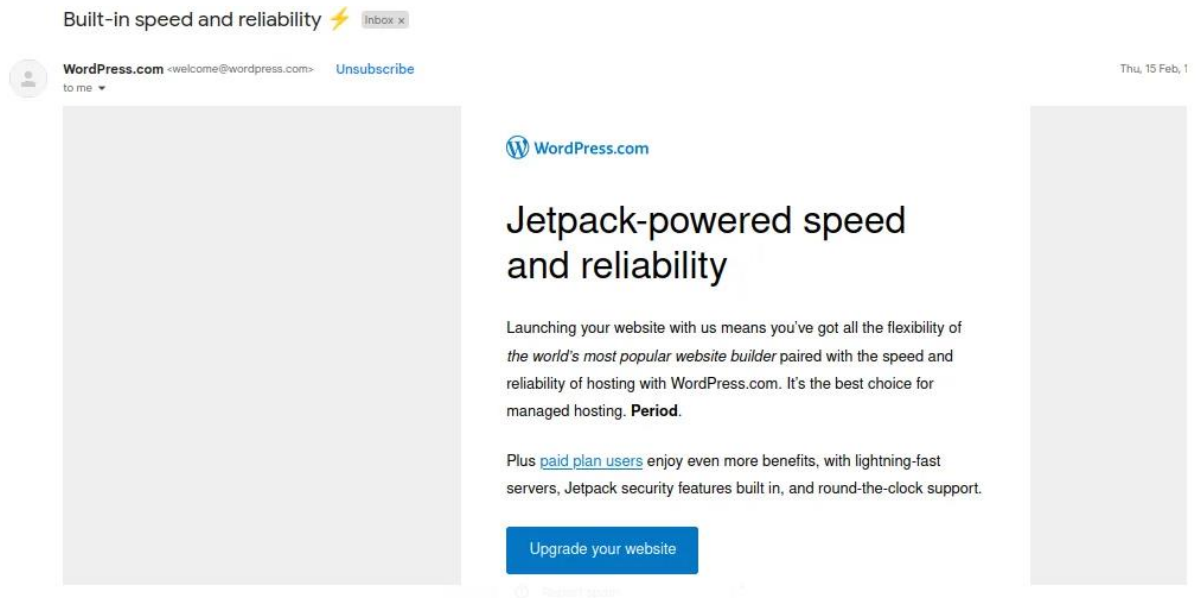 Built-in speed and reliability ⚡ Inbox ×
WordPress.com <welcome@wordpress.com> Unsubscribe
Thu, 15 Feb,
to me
WordPress.com
Jetpack-powered speed
and reliability
Launching your website with us means you've got all the flexibility of
the world's most popular website builder paired with the speed and
reliability of hosting with WordPress.com. It's the best choice for
managed hosting. Period.
Plus paid plan users enjoy even more benefits, with lightning-fast
servers, Jetpack security features built in, and round-the-clock support.
Upgrade your website